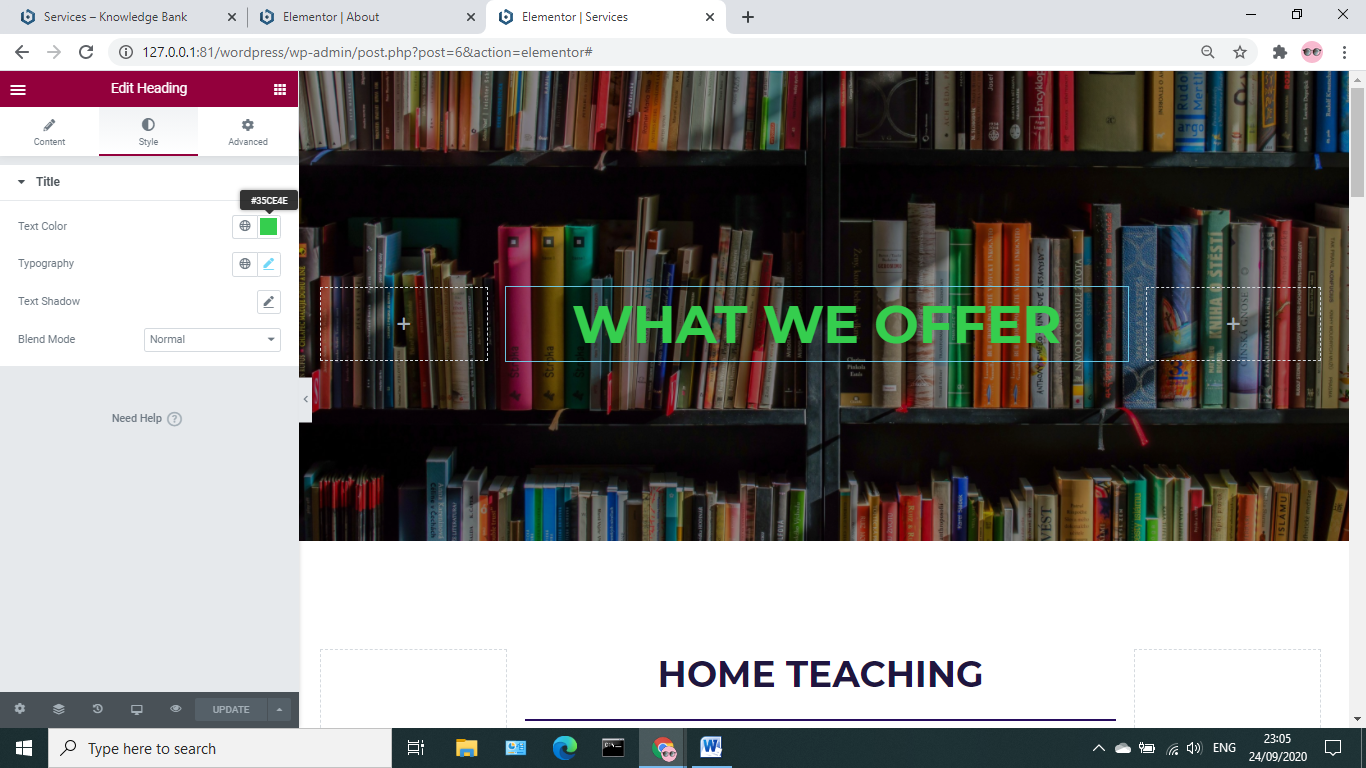 Services – Knowledge Bank
Elementor | About
Elementor | Services
127.0.0.1:81/wordpress/wp-admin/post.php?post=6&action=elementor#
Edit Heading
Content
Style
Advanced
Title
#35CE4E
Text Color
Typography
Text Shadow
Blend Mode
Normal
Need Help
UPDATE
WHAT WE OFFER
HOME TEACHING
Type here to search
ENG
23:05
24/09/2020